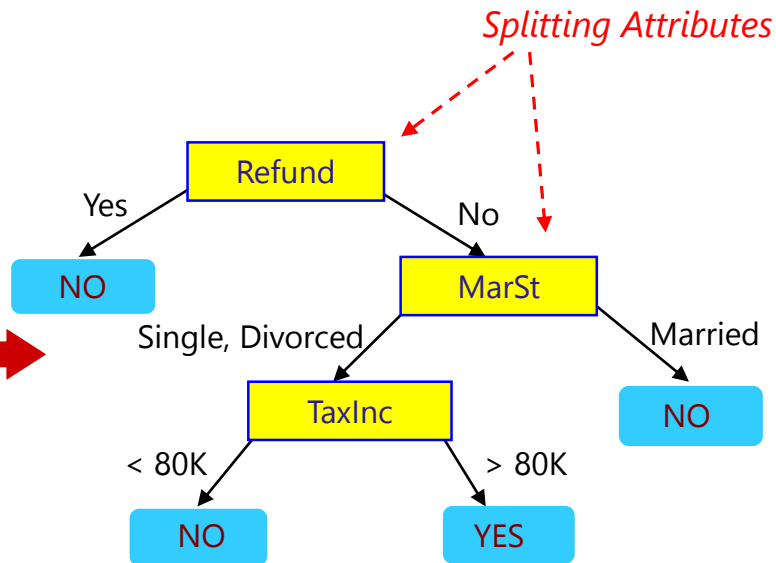 Splitting Attributes
Refund
Yes
No
NO
MarSt
Single, Divorced
Married
TaxInc
NO
< 80K
> 80K
NO
YES